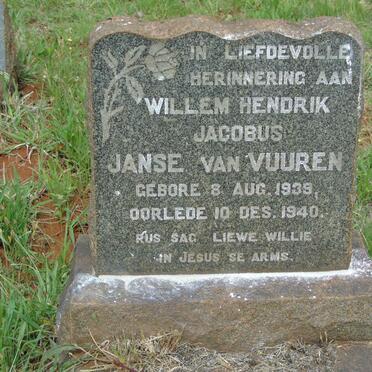 IN LIEFDEVOLLE
HERINNERING AAN
WILLEM HENDRIK
JACOBUS
JANSE VAN VUUREN
GEBORE 8 AUG. 1939,
OORLEDE 10 DES. 1940.
RUS SAG LIEWE WILLIE
IN JESUS SE ARMS.